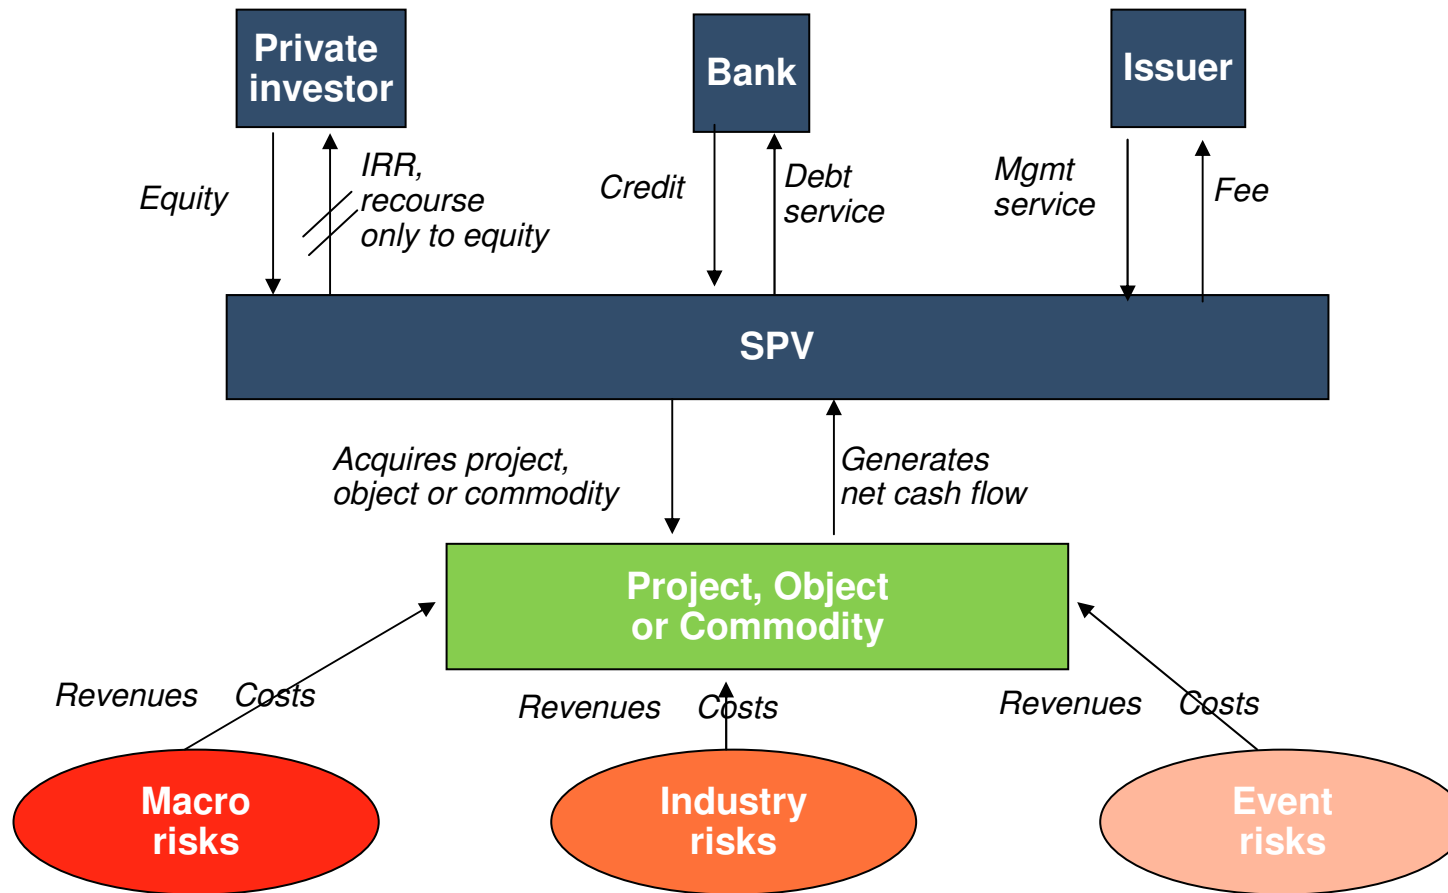 Private
investor
Bank
Issuer
Equity
IRR,
recourse
only to equity
Credit
Debt
service
Mgmt
service
Fee
SPV
Acquires project,
object or commodity
Generates
net cash flow
Project, Object
or Commodity
Revenues Costs
Revenues Costs
Revenues Costs
Macro
risks
Industry
risks
Event
risks